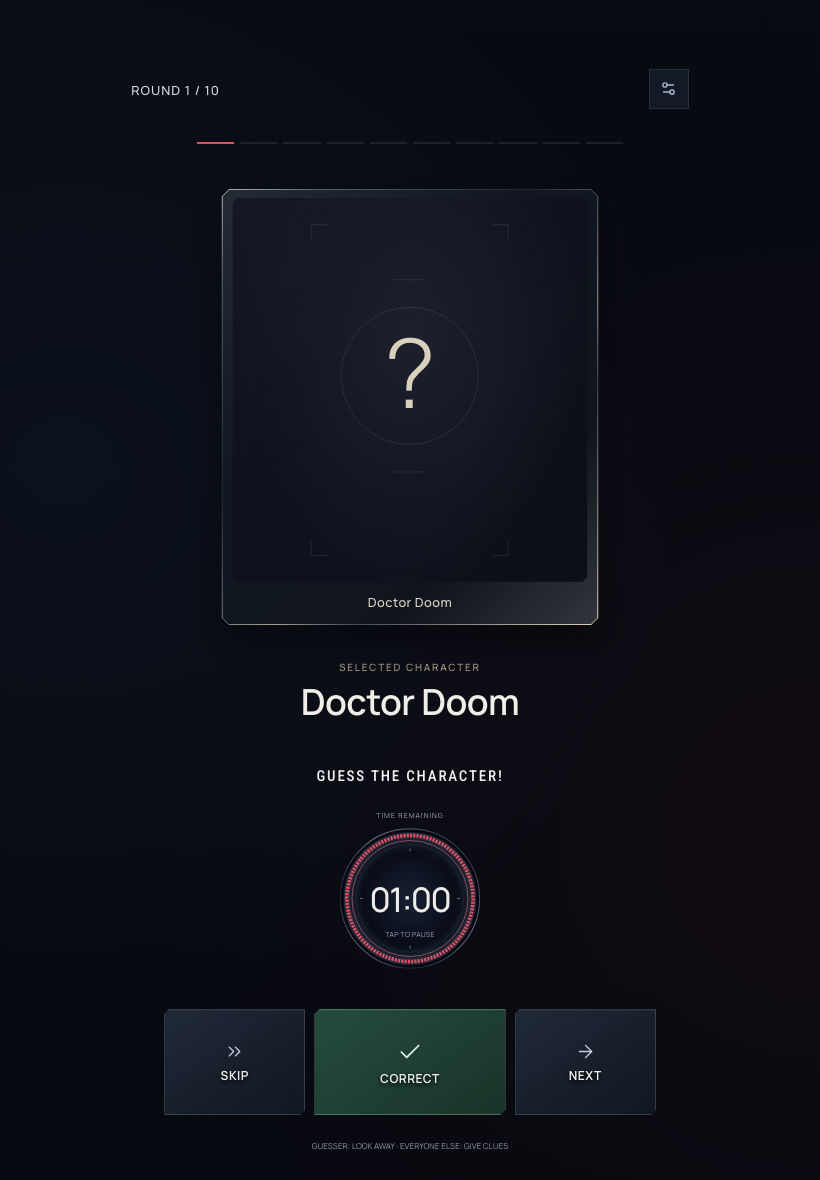 ROUND 1 / 10
?
Doctor Doom
SELECTED CHARACTER
Doctor Doom
GUESS THE CHARACTER!
TIME REMAINING
01:00
TAP TO PAUSE
SKIP
CORRECT
NEXT
GUESSER: LOOK AWAY · EVERYONE ELSE: GIVE CLUES